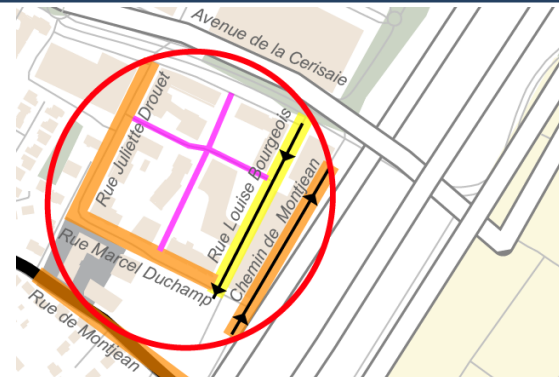 Avenue de la Cerisaie
Rue Juliette Drouet
Rue Louise Bourgeois
Chemin de Montjean
Rue Marcel Duchamp
Rue de Montjean